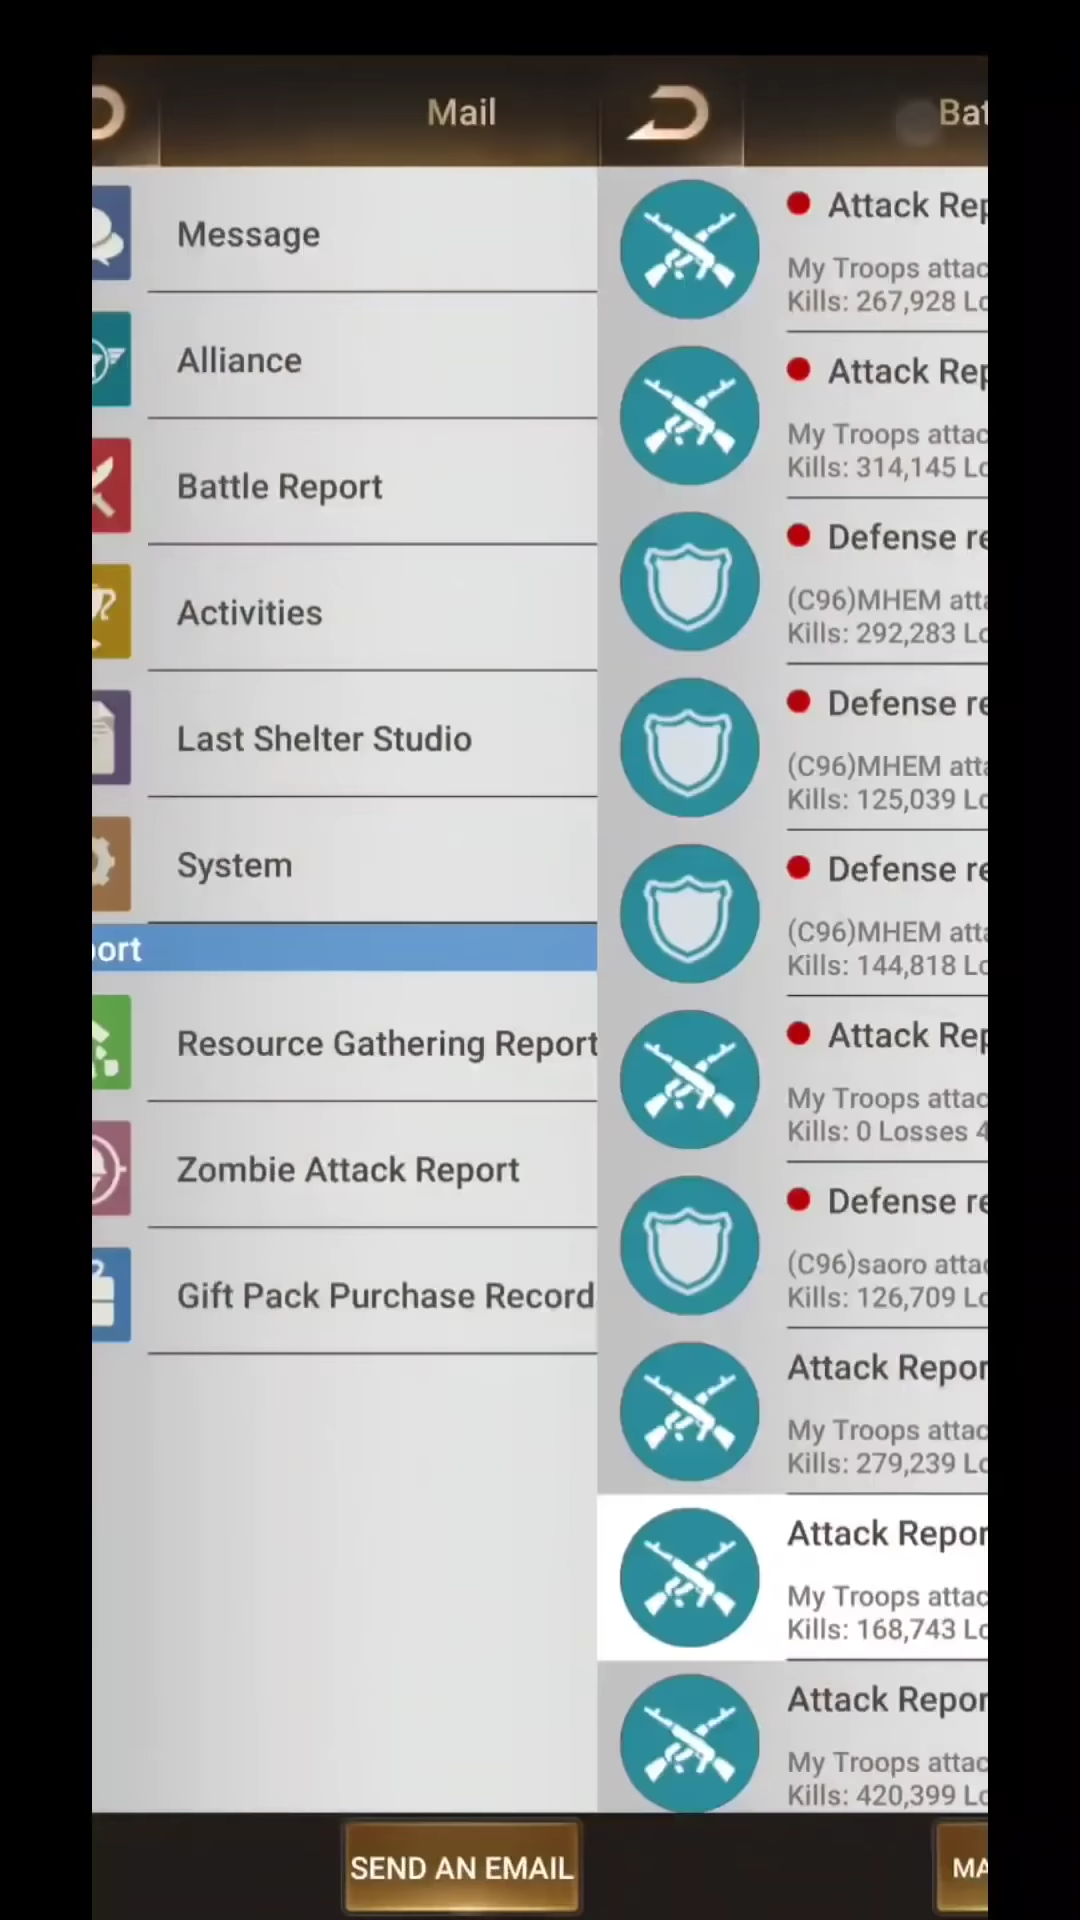 Mail
Message
Alliance
Battle Report
Activities
Last Shelter Studio
System
ort
Resource Gathering Report
Zombie Attack Report
Gift Pack Purchase Record
SEND AN EMAIL
Bat
Attack Rep
My Troops attac
Kills: 267,928 Lo
Attack Rep
My Troops attac
Kills: 314,145 Lo
Defense re
(C96)MHEM atta
Kills: 292,283 Lo
Defense re
(C96)MHEM atta
Kills: 125,039 Lo
Defense re
(C96)MHEM atta
Kills: 144,818 Lo
Attack Rep
My Troops attac
Kills: 0 Losses 4
Defense re
(C96)saoro attac
Kills: 126,709 Lo
Attack Repor
My Troops attac
Kills: 279,239 Lo
Attack Repor
My Troops attac
Kills: 168,743 Lo
Attack Repor
My Troops attac
Kills: 420,399 Lo
MA